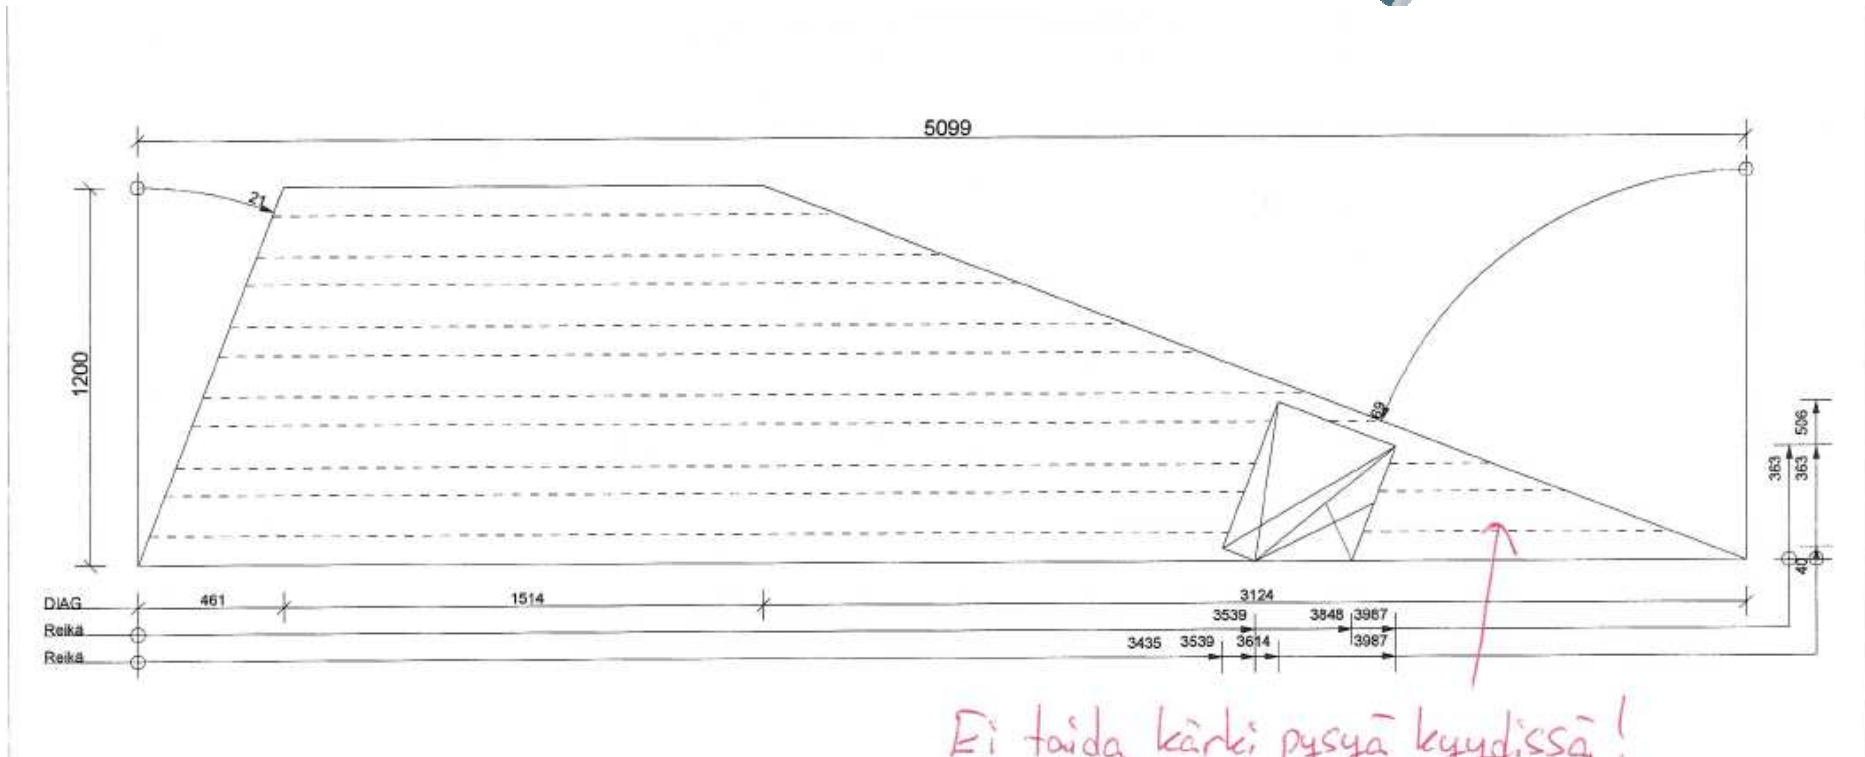 5099
21
1200
69
506
363 363
40
DIAG 461 1514 3124
3539 3848 3987
Reikä
3435 3539 3614 3987
Reikä
Ei taida kärki pysyä kyydissä!